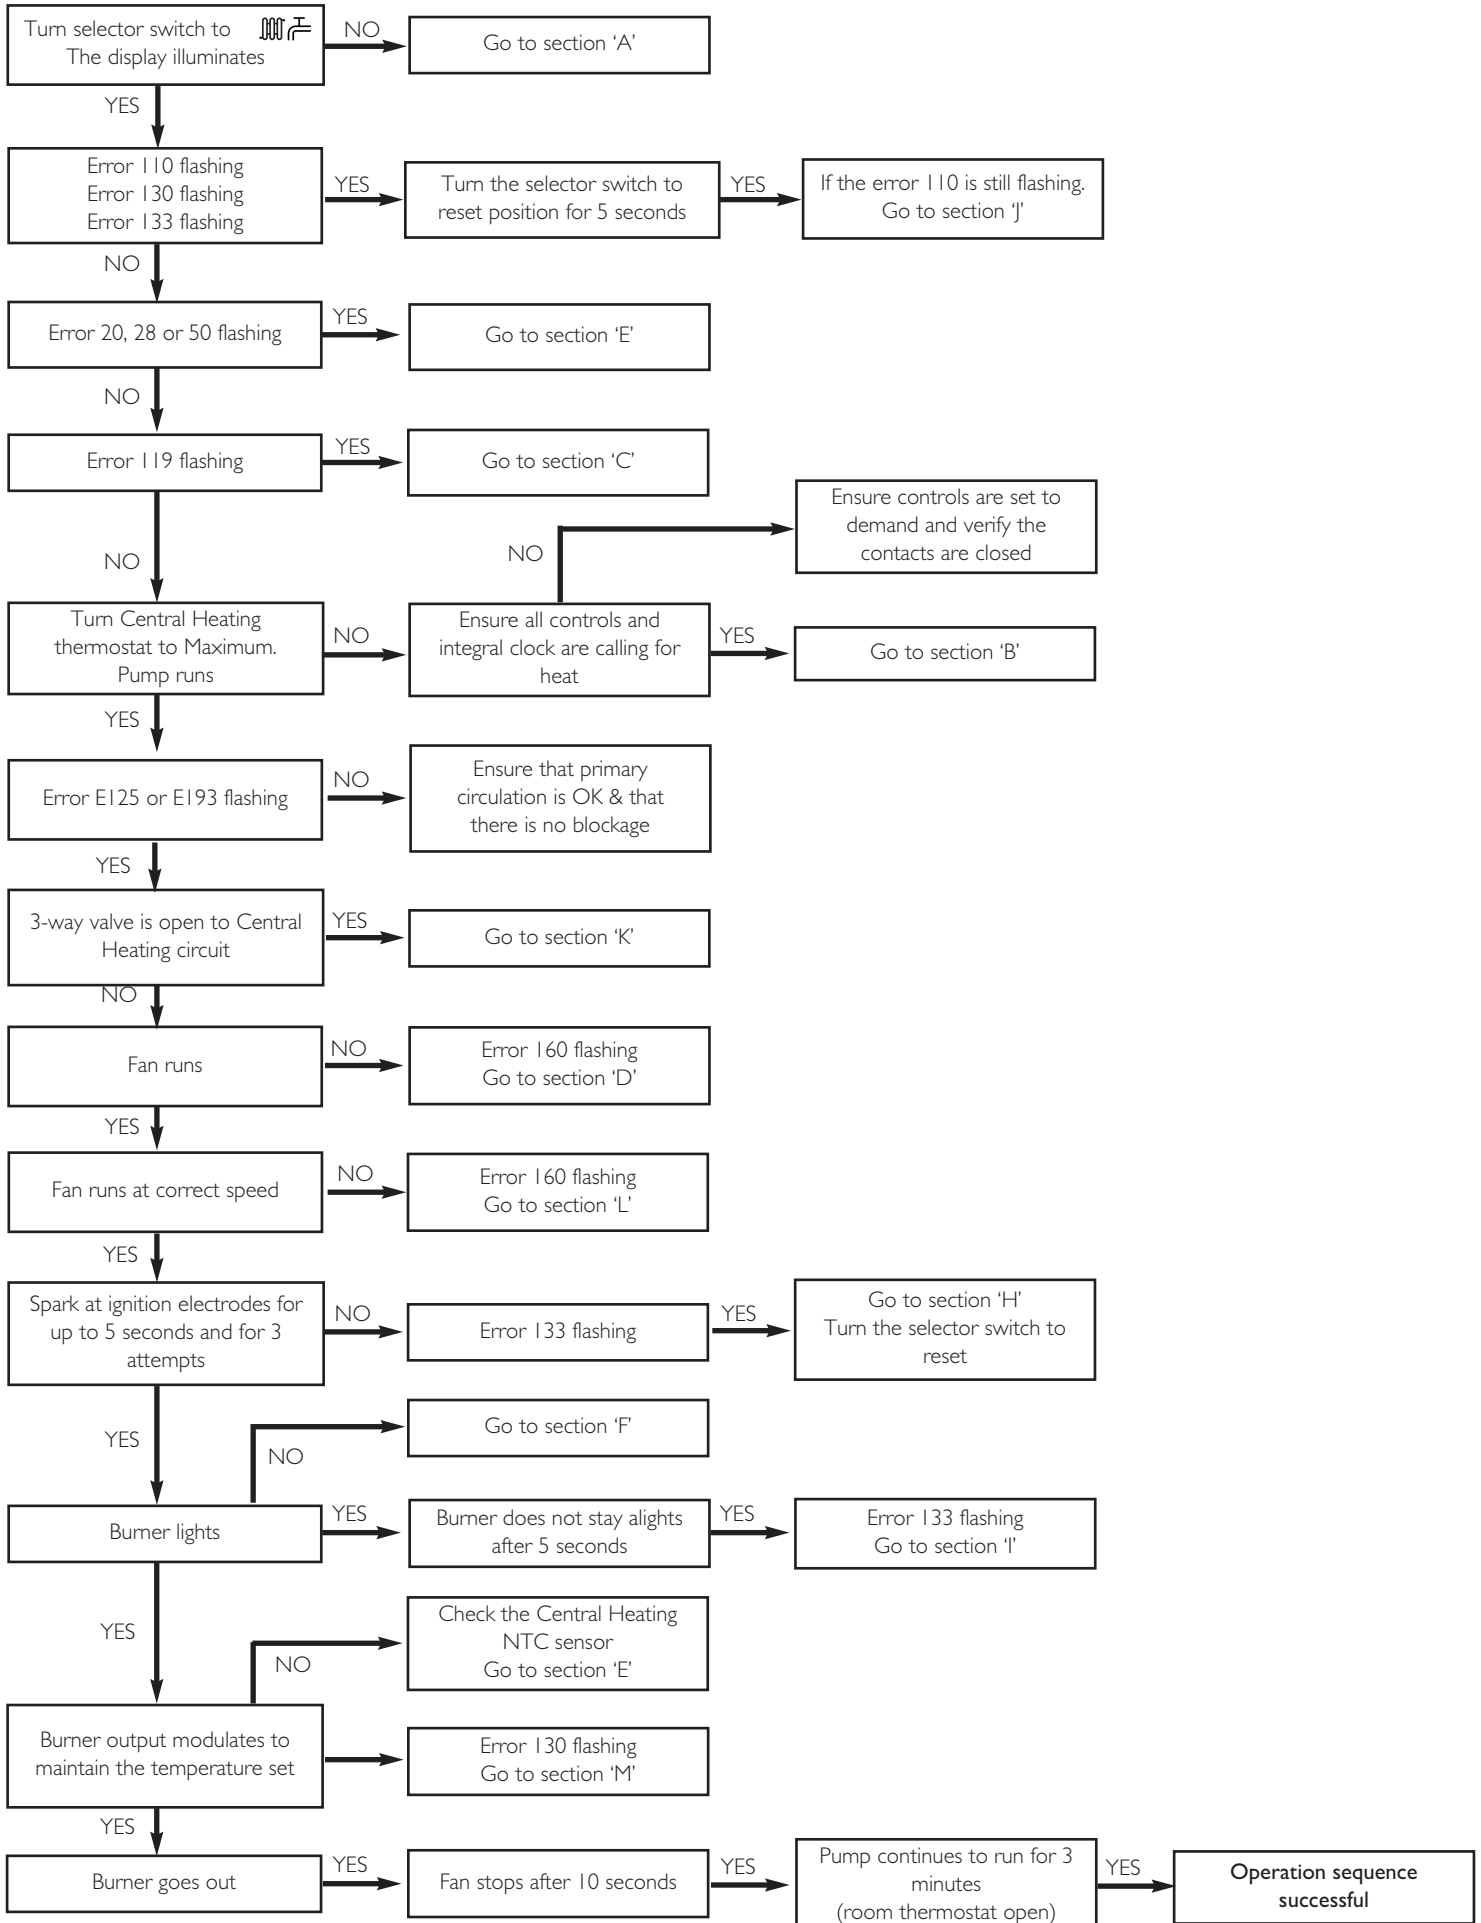 Turn selector switch to
The display illuminates
NO
Go to section ‘A’
YES
Error 110 flashing
Error 130 flashing
Error 133 flashing
YES
Turn the selector switch to
reset position for 5 seconds
YES
If the error 110 is still flashing.
Go to section ‘J’
NO
Error 20, 28 or 50 flashing
YES
Go to section ‘E’
NO
Error 119 flashing
YES
Go to section ‘C’
NO
Ensure controls are set to
demand and verify the
contacts are closed
NO
Turn Central Heating
thermostat to Maximum.
Pump runs
NO
Ensure all controls and
integral clock are calling for
heat
YES
Go to section ‘B’
YES
Error E125 or E193 flashing
NO
Ensure that primary
circulation is OK & that
there is no blockage
YES
3-way valve is open to Central
Heating circuit
YES
Go to section ‘K’
NO
Fan runs
NO
Error 160 flashing
Go to section ‘D’
YES
Fan runs at correct speed
NO
Error 160 flashing
Go to section ‘L’
YES
Spark at ignition electrodes for
up to 5 seconds and for 3
attempts
NO
Error 133 flashing
YES
Go to section ‘H’
Turn the selector switch to
reset
YES
Go to section ‘F’
NO
Burner lights
YES
Burner does not stay alights
after 5 seconds
YES
Error 133 flashing
Go to section ‘I’
YES
Check the Central Heating
NTC sensor
Go to section ‘E’
NO
Burner output modulates to
maintain the temperature set
Error 130 flashing
Go to section ‘M’
YES
Burner goes out
YES
Fan stops after 10 seconds
YES
Pump continues to run for 3
minutes
(room thermostat open)
YES
Operation sequence
successful